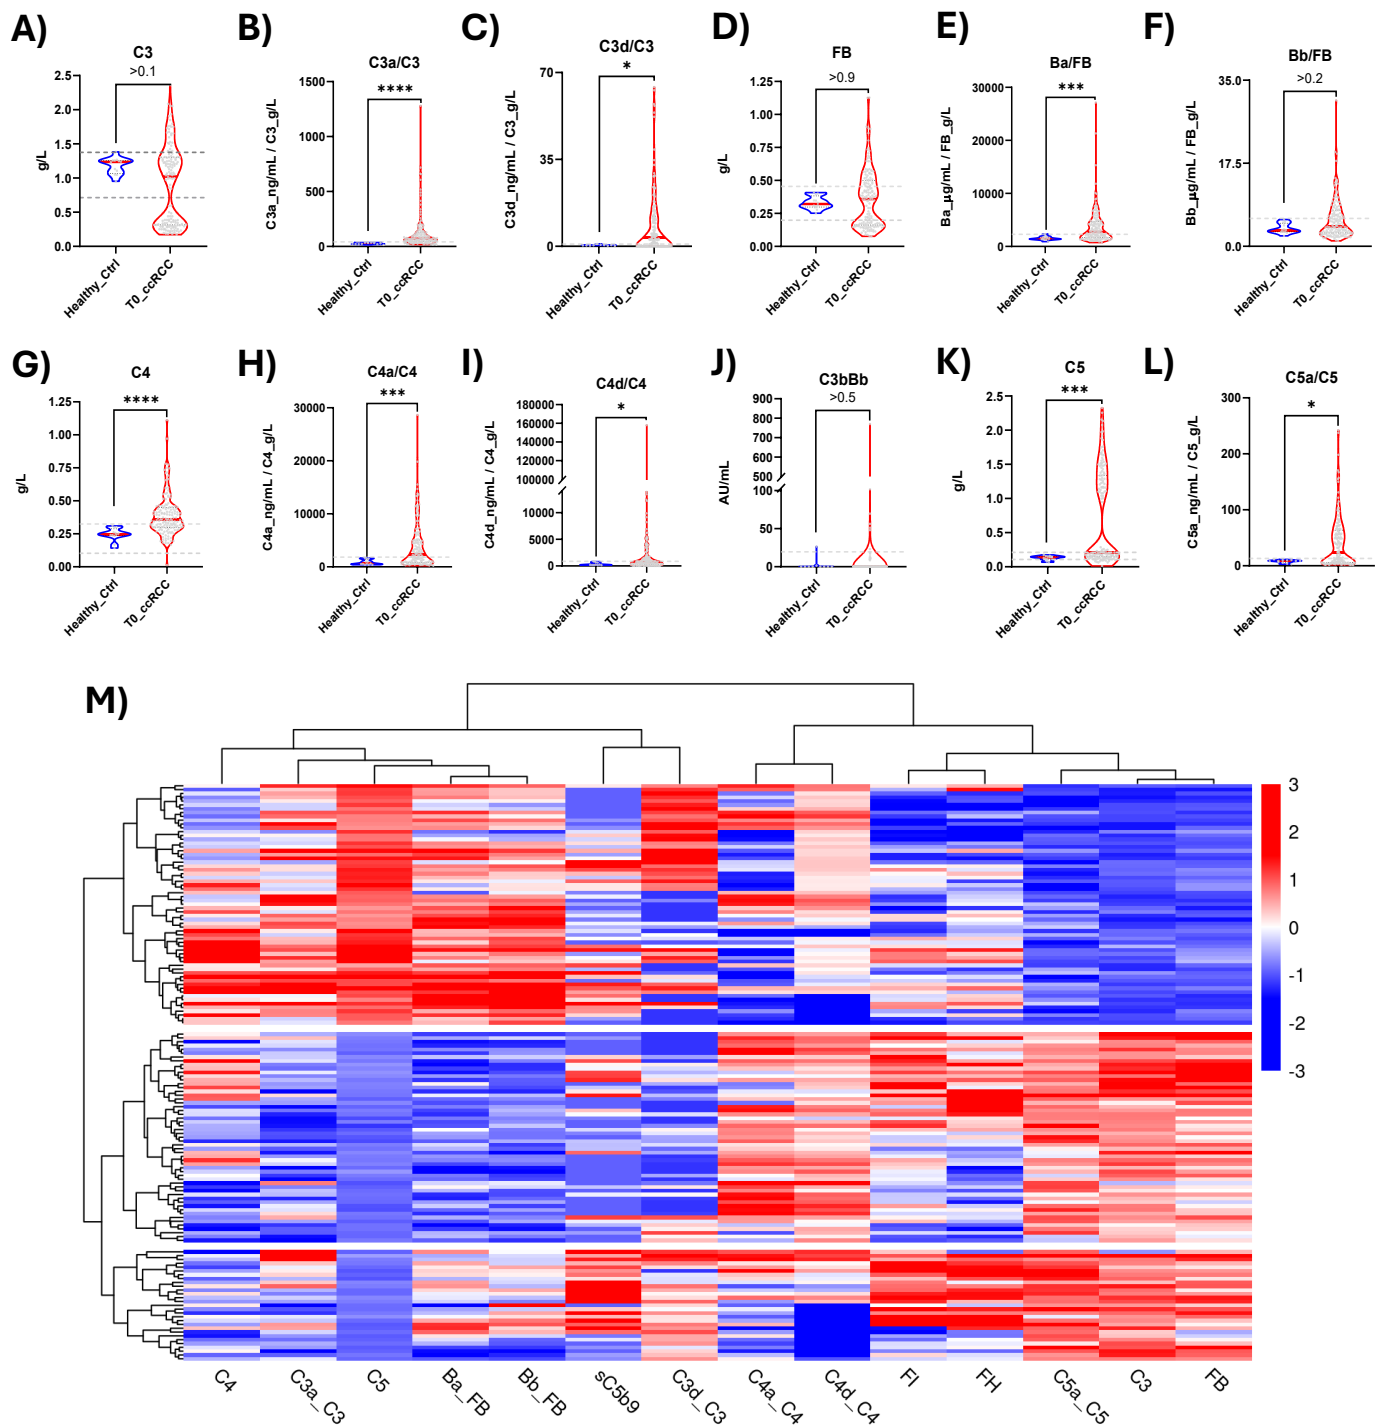 A)
C3
>0.1
2.5
2.0
1.5
1.0
0.5
0.0
g/L
Healthy_Ctrl
T0_ccRCC
B)
C3a/C3
****
1500
1000
500
0
C3a_ng/mL / C3_g/L
Healthy_Ctrl
T0_ccRCC
C)
C3d/C3
*
70
35
0
C3d_ng/mL / C3_g/L
Healthy_Ctrl
T0_ccRCC
D)
FB
>0.9
1.25
1.00
0.75
0.50
0.25
0.00
g/L
Healthy_Ctrl
T0_ccRCC
E)
Ba/FB
***
30000
20000
10000
0
Ba_µg/mL / FB_g/L
Healthy_Ctrl
T0_ccRCC
F)
Bb/FB
>0.2
35.0
17.5
0.0
Bb_µg/mL / FB_g/L
Healthy_Ctrl
T0_ccRCC
G)
C4
****
1.25
1.00
0.75
0.50
0.25
0.00
g/L
Healthy_Ctrl
T0_ccRCC
H)
C4a/C4
***
30000
20000
10000
0
C4a_ng/mL / C4_g/L
Healthy_Ctrl
T0_ccRCC
I)
C4d/C4
*
180000
160000
140000
120000
100000
10000
5000
0
C4d_ng/mL / C4_g/L
Healthy_Ctrl
T0_ccRCC
J)
C3bBb
>0.5
900
800
700
600
500
100
50
0
AU/mL
Healthy_Ctrl
T0_ccRCC
K)
C5
***
2.5
2.0
1.5
1.0
0.5
0.0
g/L
Healthy_Ctrl
T0_ccRCC
L)
C5a/C5
*
300
200
100
0
C5a_ng/mL / C5_g/L
Healthy_Ctrl
T0_ccRCC
M)
3
2
1
0
-1
-2
-3
C4
C3a_C3
C5
Ba_FB
Bb_FB
sC5b9
C3d_C3
C4a_C4
C4d_C4
FI
FH
C5a_C5
C3
FB